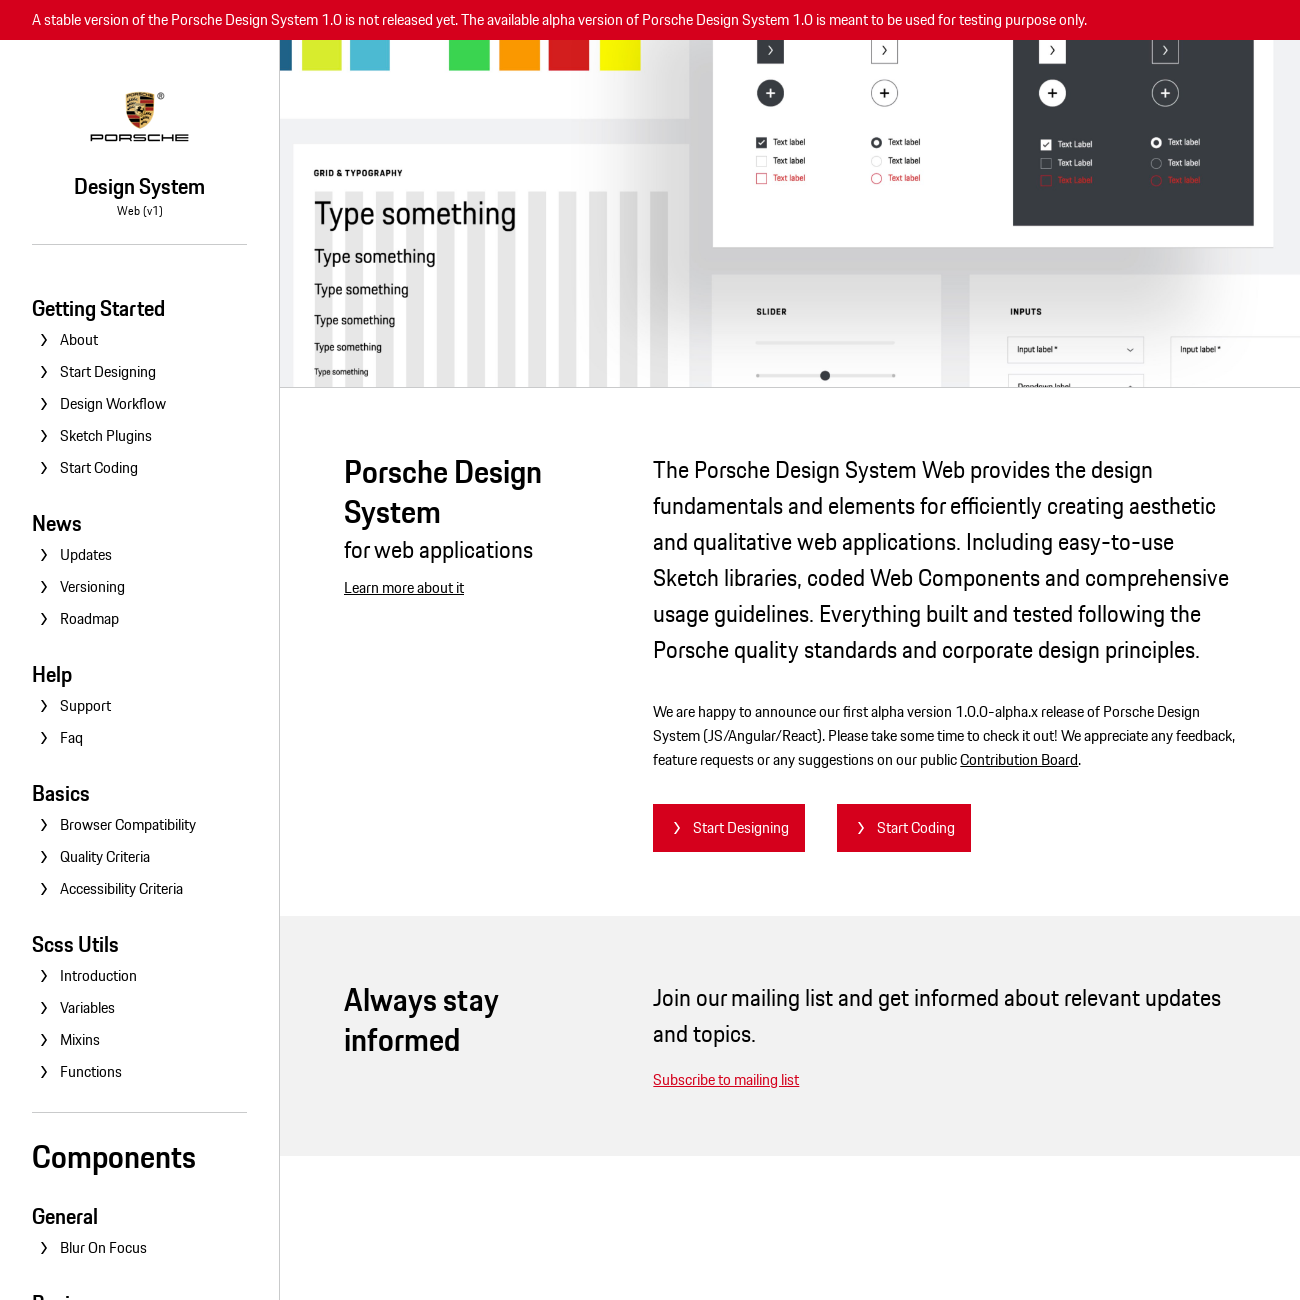 A stable version of the Porsche Design System 1.0 is not released yet. The available alpha version of Porsche Design System 1.0 is meant to be used for testing purpose only.
PORSCHE
®
PORSCHE
Design System
Web (v1)
Getting Started
About
Start Designing
Design Workflow
Sketch Plugins
Start Coding
News
Updates
Versioning
Roadmap
Help
Support
Faq
Basics
Browser Compatibility
Quality Criteria
Accessibility Criteria
Scss Utils
Introduction
Variables
Mixins
Functions
Components
General
Blur On Focus
GRID & TYPOGRAPHY
Type something
Type something
Type something
Type something
Type something
Type something
Text label
Text label
Text label
Text label
Text label
Text label
Text Label
Text Label
Text Label
Text label
Text label
Text label
SLIDER
INPUTS
Input label *
Input label *
Dropdown label
Porsche Design
System
for web applications
Learn more about it
The Porsche Design System Web provides the design
fundamentals and elements for efficiently creating aesthetic
and qualitative web applications. Including easy-to-use
Sketch libraries, coded Web Components and comprehensive
usage guidelines. Everything built and tested following the
Porsche quality standards and corporate design principles.
We are happy to announce our first alpha version 1.0.0-alpha.x release of Porsche Design
System (JS/Angular/React). Please take some time to check it out! We appreciate any feedback,
feature requests or any suggestions on our public Contribution Board.
Start Designing
Start Coding
Always stay
informed
Join our mailing list and get informed about relevant updates
and topics.
Subscribe to mailing list